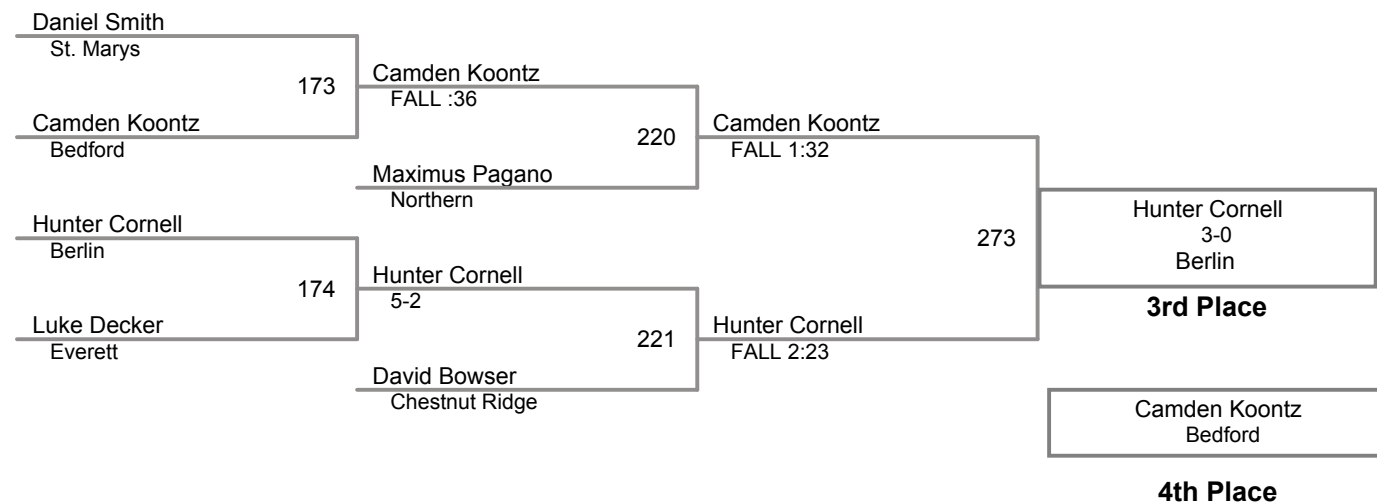 Daniel Smith
St. Marys
173
Camden Koontz
Bedford
Hunter Cornell
Berlin
174
Luke Decker
Everett
Camden Koontz
FALL :36
220
Maximus Pagano
Northern
Hunter Cornell
5-2
221
David Bowser
Chestnut Ridge
Camden Koontz
FALL 1:32
273
Hunter Cornell
FALL 2:23
Hunter Cornell
3-0
Berlin
3rd Place
Camden Koontz
Bedford
4th Place